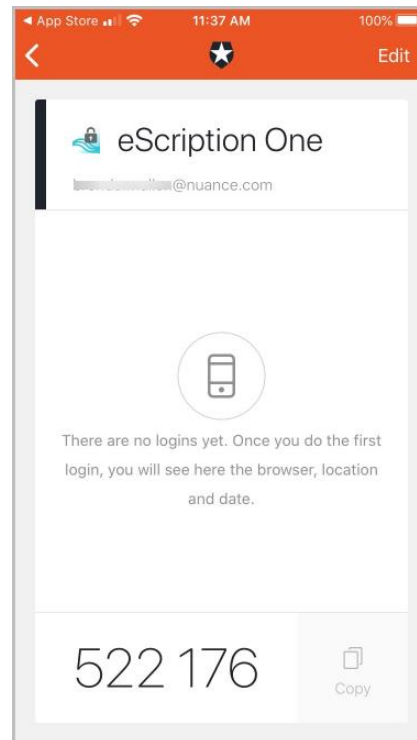 App Store 11:37 AM 100%
Edit
eScription One
@nuance.com
There are no logins yet. Once you do the first
login, you will see here the browser, location
and date.
522 176
Copy